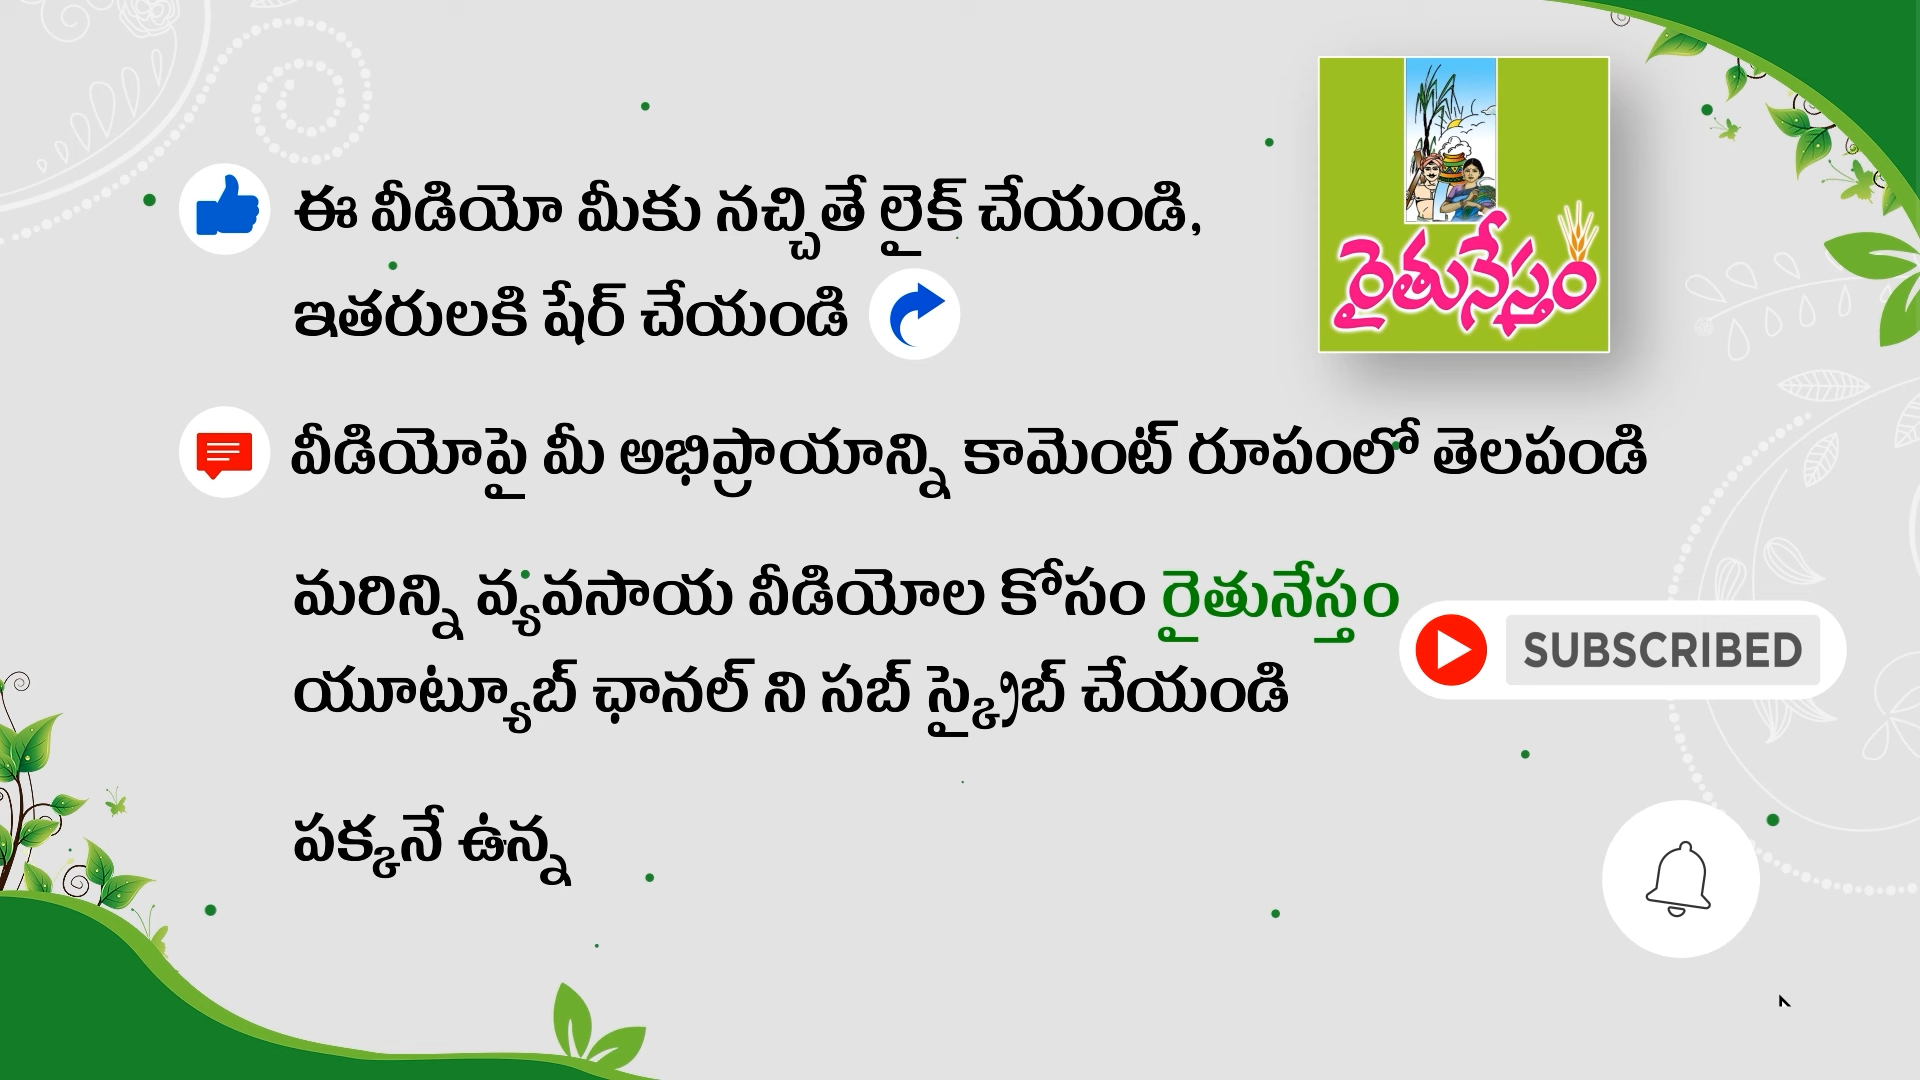 రైతునేస్తం
ఈ వీడియో మీకు నచ్చితే లైక్ చేయండి,
ఇతరులకి షేర్ చేయండి
వీడియోపై మీ అభిప్రాయాన్ని కామెంట్ రూపంలో తెలపండి
మరిన్ని వ్యవసాయ వీడియోల కోసం రైతునేస్తం
యూట్యూబ్ ఛానల్ ని సబ్ స్క్రైబ్ చేయండి
SUBSCRIBED
పక్కనే ఉన్న